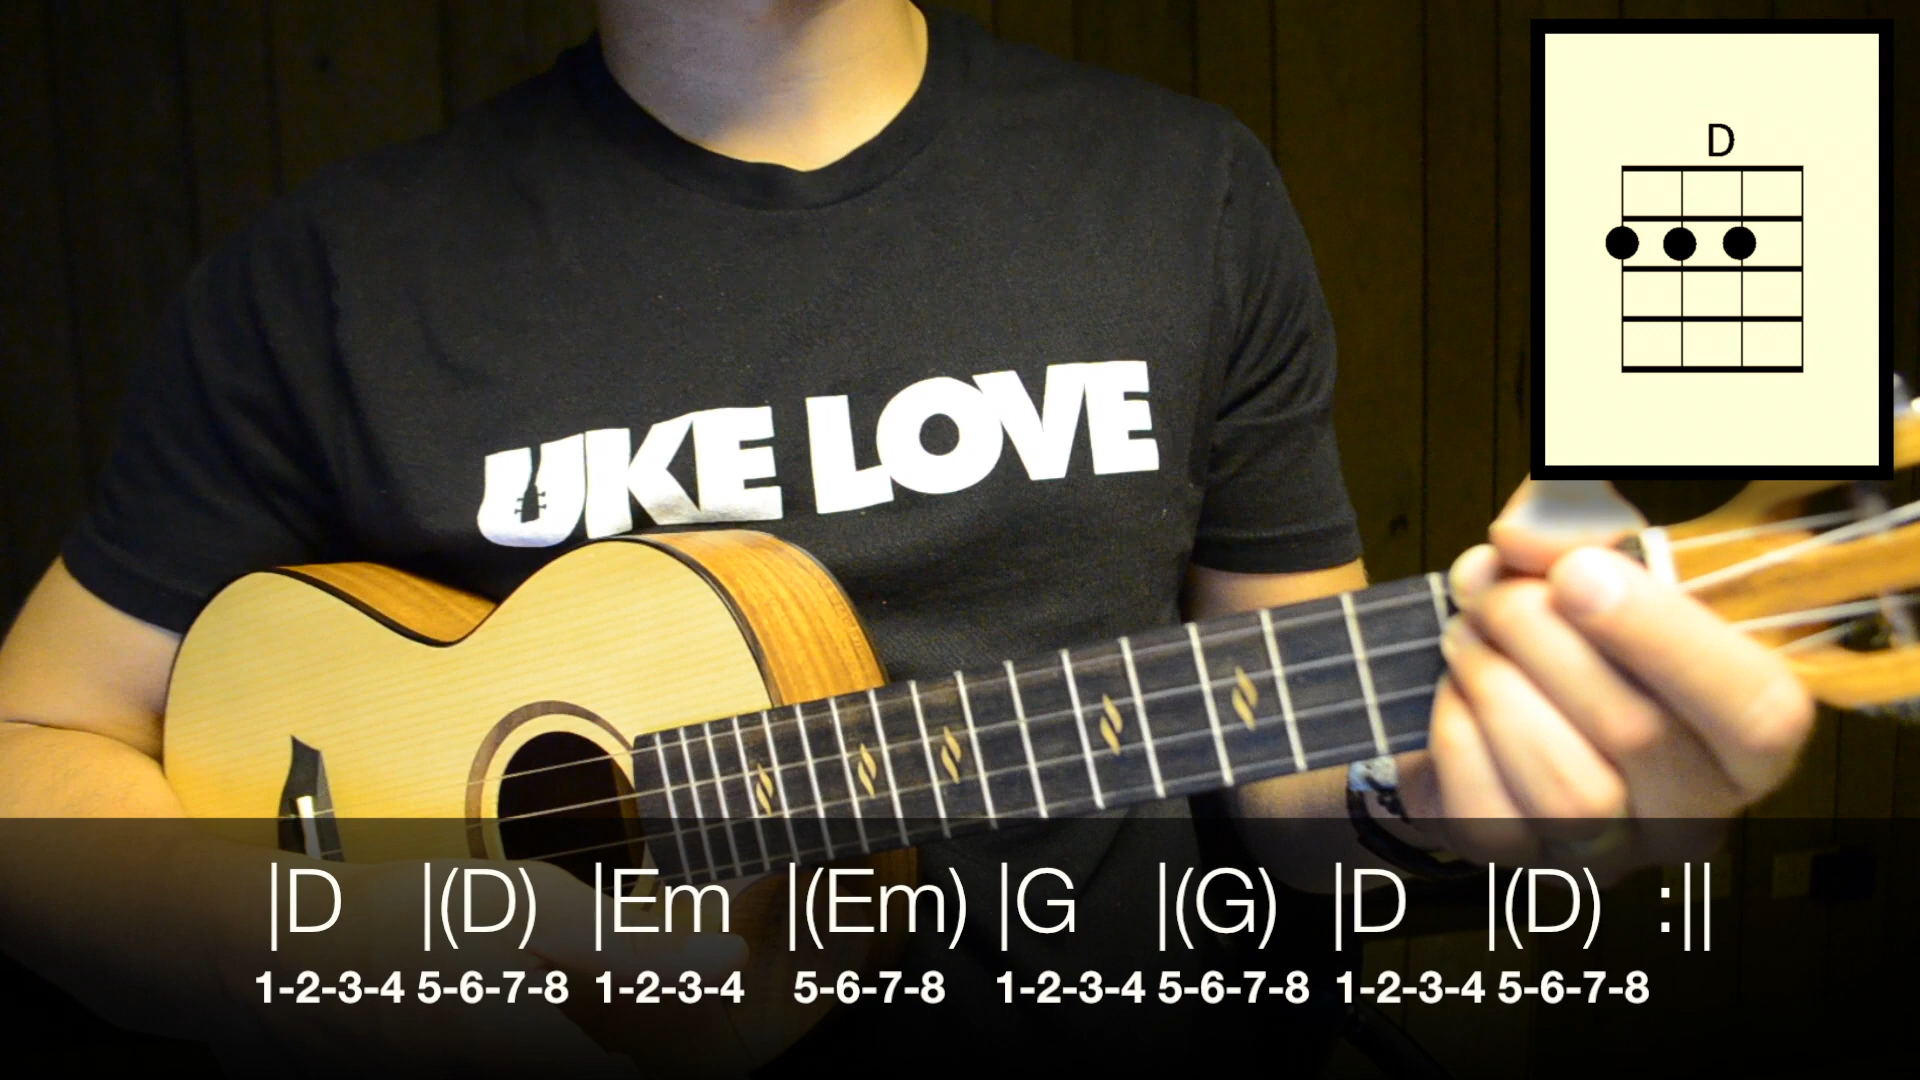 D
UKE LOVE
|D |(D) |Em |(Em) |G |(G) |D |(D) :||
1-2-3-4 5-6-7-8 1-2-3-4 5-6-7-8 1-2-3-4 5-6-7-8 1-2-3-4 5-6-7-8